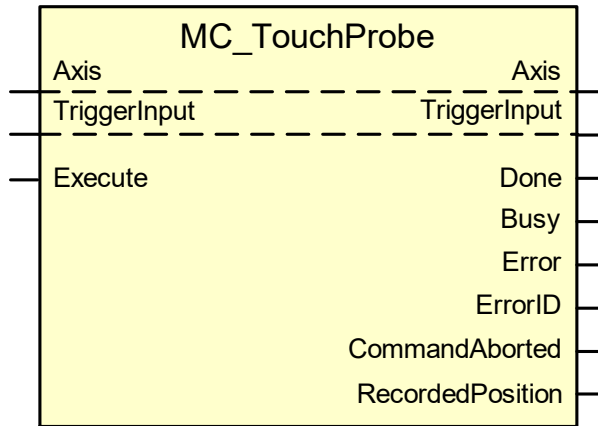 MC_TouchProbe
Axis Axis
TriggerInput TriggerInput
Execute Done
Busy
Error
ErrorID
CommandAborted
RecordedPosition